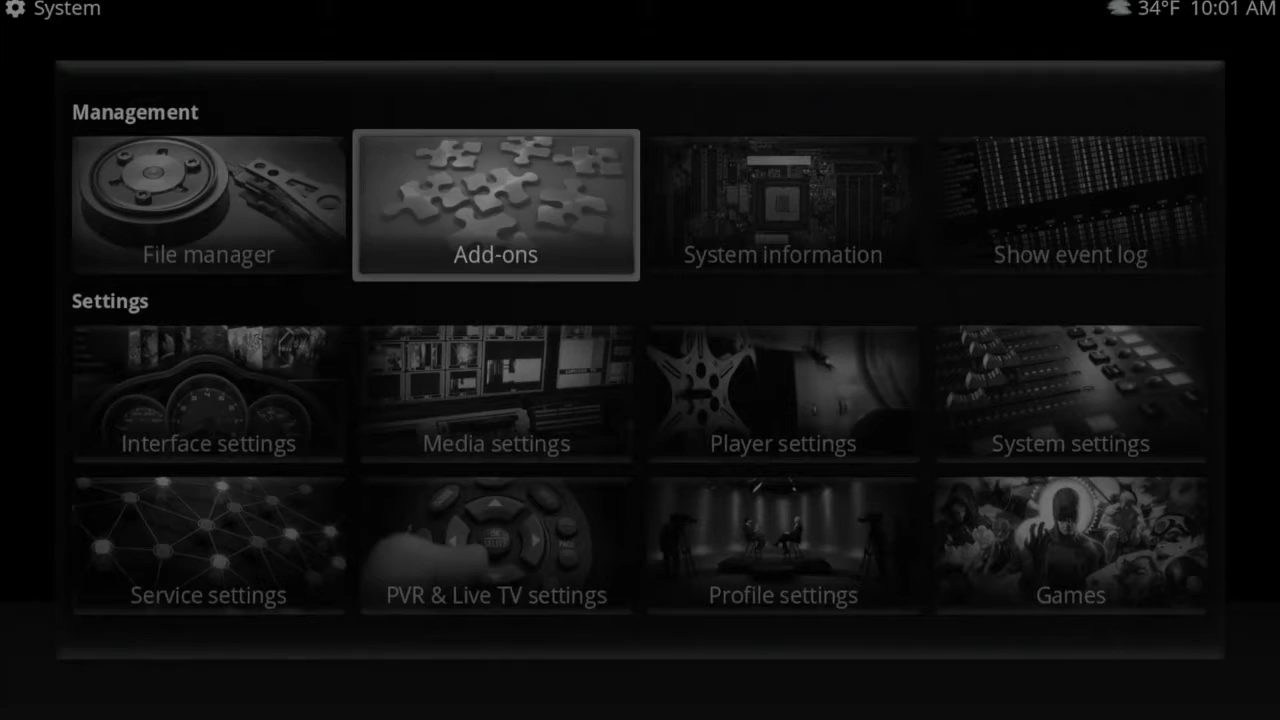 System
34°F 10:01 AM
Management
File manager
Add-ons
System information
Show event log
Settings
Interface settings
Media settings
Player settings
System settings
Service settings
PVR & Live TV settings
Profile settings
Games